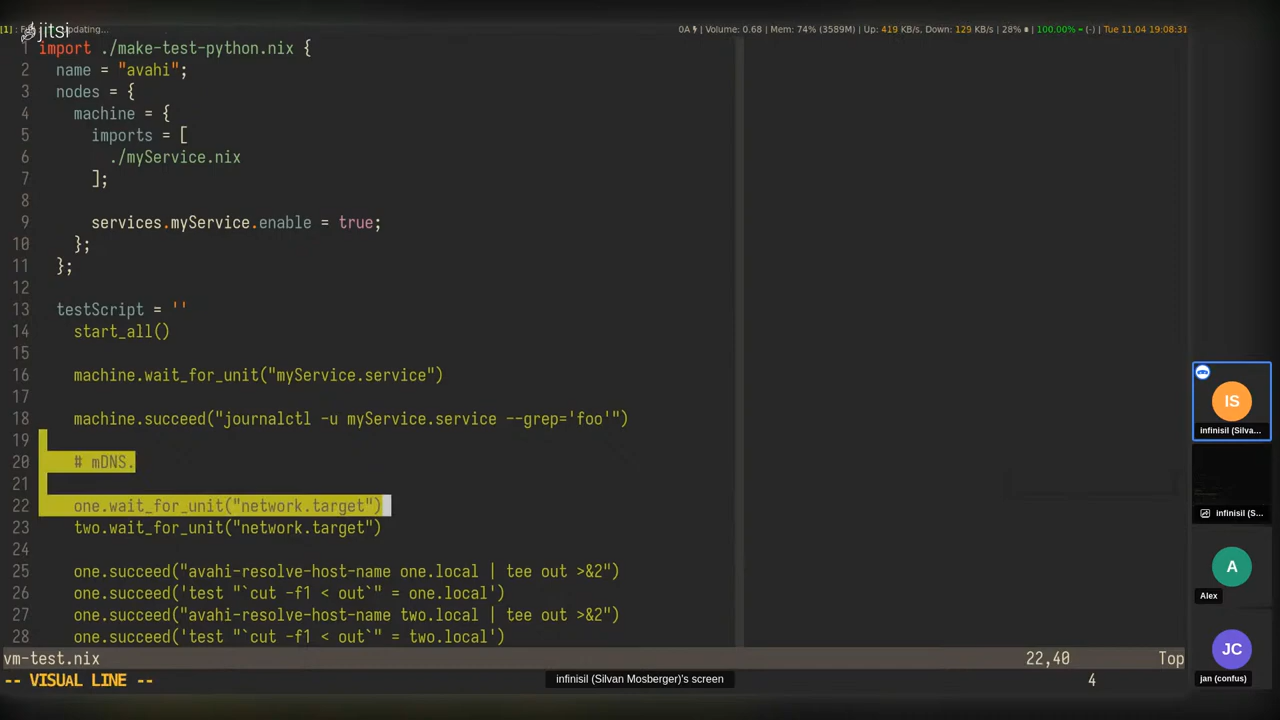 [1] : F pdating... 0A | Volume: 0.68 | Mem: 74% (3589M) | Up: 419 KB/s, Down: 129 KB/s | 28% | 100.00% = (-) | Tue 11.04 19:08:31
jitsi
1 import ./make-test-python.nix {
2 name = "avahi";
3 nodes = {
4 machine = {
5 imports = [
6 ./myService.nix
7 ];
8
9 services.myService.enable = true;
10 };
11 };
12
13 testScript = ''
14 start_all()
15
16 machine.wait_for_unit("myService.service")
17
18 machine.succeed("journalctl -u myService.service --grep='foo'")
19
20 # mDNS.
21
22 one.wait_for_unit("network.target")
23 two.wait_for_unit("network.target")
24
25 one.succeed("avahi-resolve-host-name one.local | tee out >&2")
26 one.succeed('test "`cut -f1 < out`" = one.local')
27 one.succeed("avahi-resolve-host-name two.local | tee out >&2")
28 one.succeed('test "`cut -f1 < out`" = two.local')
vm-test.nix 22,40 Top
-- VISUAL LINE -- 4
infinisil (Silvan Mosberger)'s screen
IS
infinisil (Silva...
infinisil (S...
A
Alex
JC
jan (confus)